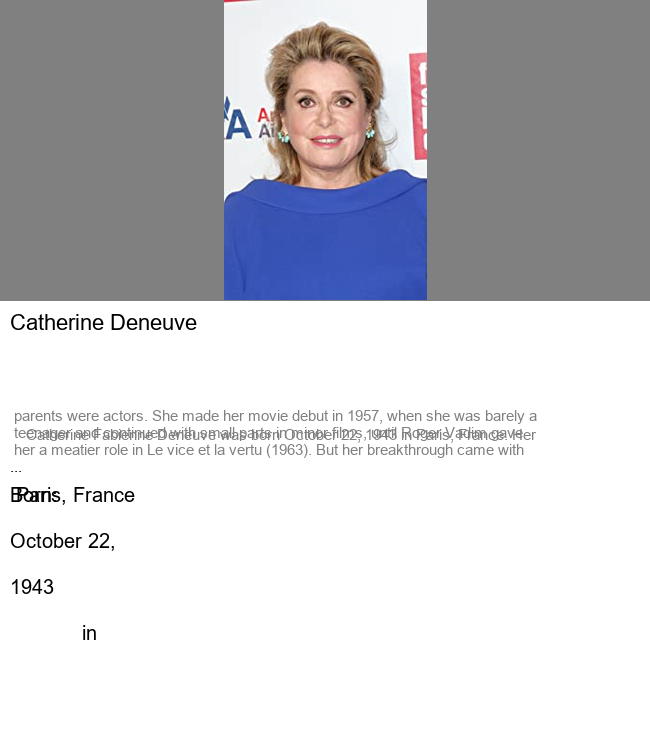 A
A
Ai
f
Catherine Deneuve
parents were actors. She made her movie debut in 1957, when she was barely a
teenager and continued with small parts in minor films, until Roger Vadim gave
Catherine Fabienne Deneuve was born October 22, 1943 in Paris, France. Her
her a meatier role in Le vice et la vertu (1963). But her breakthrough came with
...
Born:
Paris, France
October 22,
1943
in